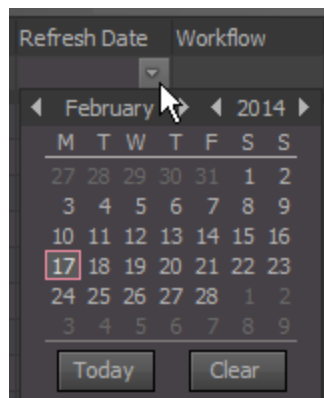 Refresh Date Workflow
February 2014
M T W T F S S
27 28 29 30 31 1 2
3 4 5 6 7 8 9
10 11 12 13 14 15 16
17 18 19 20 21 22 23
24 25 26 27 28 1 2
3 4 5 6 7 8 9
Today Clear